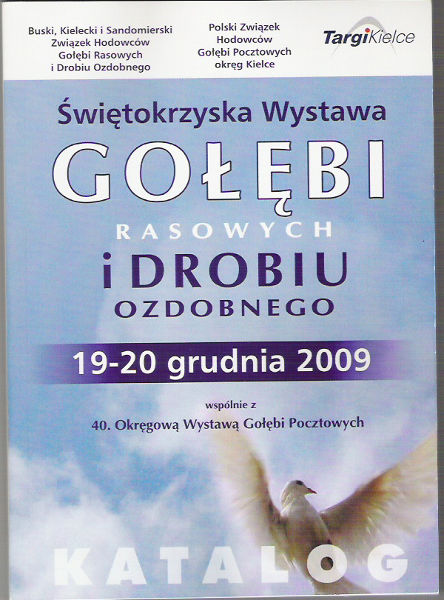 Buski, Kielecki i Sandomierski
Związek Hodowców
Gołębi Rasowych
i Drobiu Ozdobnego
Polski Związek
Hodowców
Gołębi Pocztowych
okręg Kielce
TargiKielce
Świętokrzyska Wystawa
GOŁĘBI
RASOWYCH
i DROBIU
OZDOBNEGO
19-20 grudnia 2009
wspólnie z
40. Okręgową Wystawą Gołębi Pocztowych
KATALOG